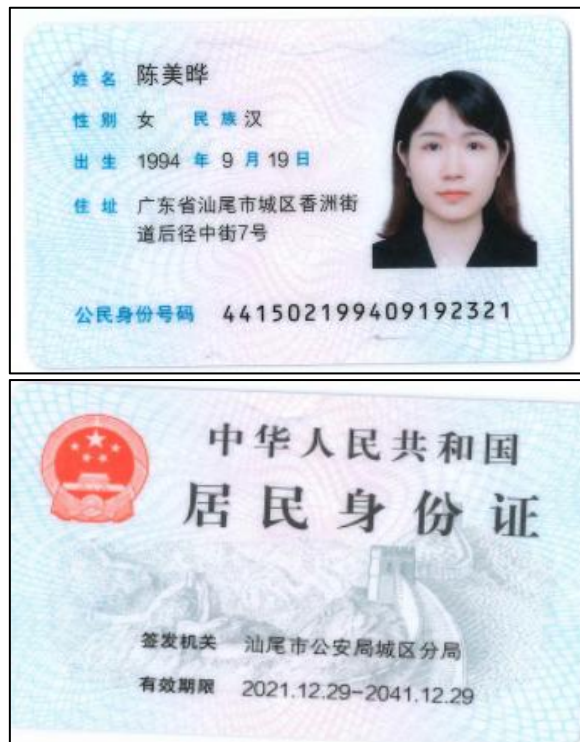 姓名 陈美晔
性别 女 民族 汉
出生 1994 年 9 月 19 日
住址 广东省汕尾市城区香洲街
道后径中街7号
公民身份号码 441502199409192321
中华人民共和国
居民身份证
签发机关 汕尾市公安局城区分局
有效期限 2021.12.29-2041.12.29